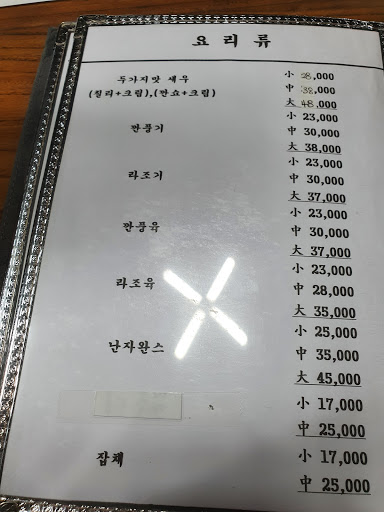 요 리 류
두가지맛 새우 小 28,000
(칠리+크림),(깐쇼+크림) 中 38,000
大 48,000
小 23,000
깐풍기 中 30,000
大 38,000
小 23,000
라조기 中 30,000
大 37,000
小 23,000
깐풍육 中 30,000
大 37,000
小 23,000
라조육 中 28,000
大 35,000
小 25,000
난자완스 中 35,000
大 45,000
小 17,000
中 25,000
잡채 小 17,000
中 25,000